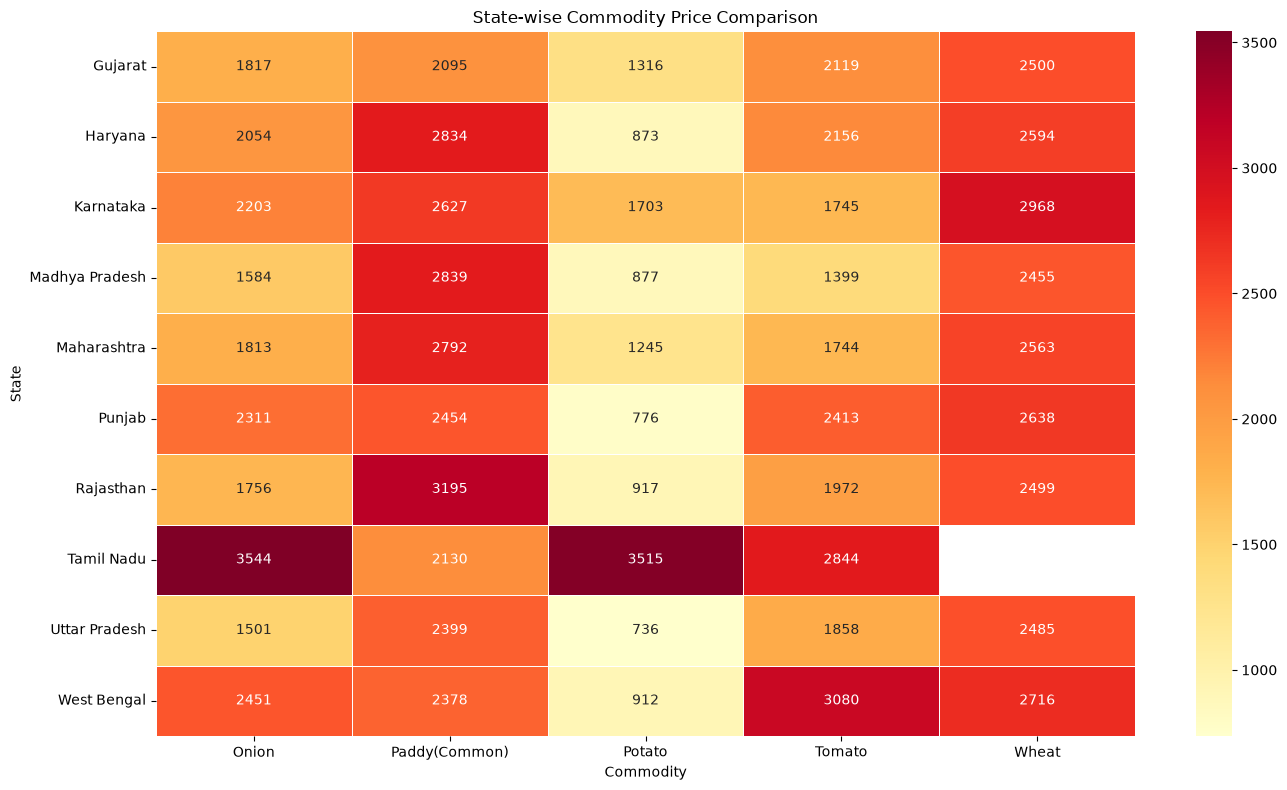 State-wise Commodity Price Comparison
Gujarat 1817 2095 1316 2119 2500
Haryana 2054 2834 873 2156 2594
Karnataka 2203 2627 1703 1745 2968
Madhya Pradesh 1584 2839 877 1399 2455
Maharashtra 1813 2792 1245 1744 2563
Punjab 2311 2454 776 2413 2638
Rajasthan 1756 3195 917 1972 2499
Tamil Nadu 3544 2130 3515 2844
Uttar Pradesh 1501 2399 736 1858 2485
West Bengal 2451 2378 912 3080 2716
Onion Paddy(Common) Potato Tomato Wheat
Commodity
State
3500
3000
2500
2000
1500
1000